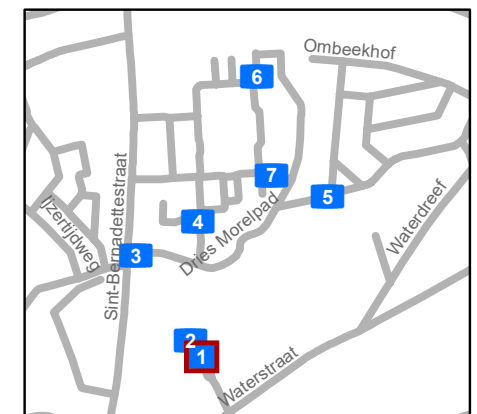 Ombeekhof
6
7
5
4
Dries Morelpad
Waterdreef
Ijzertijdweg
Sint-Bernadettestraat
3
2
1
Waterstraat